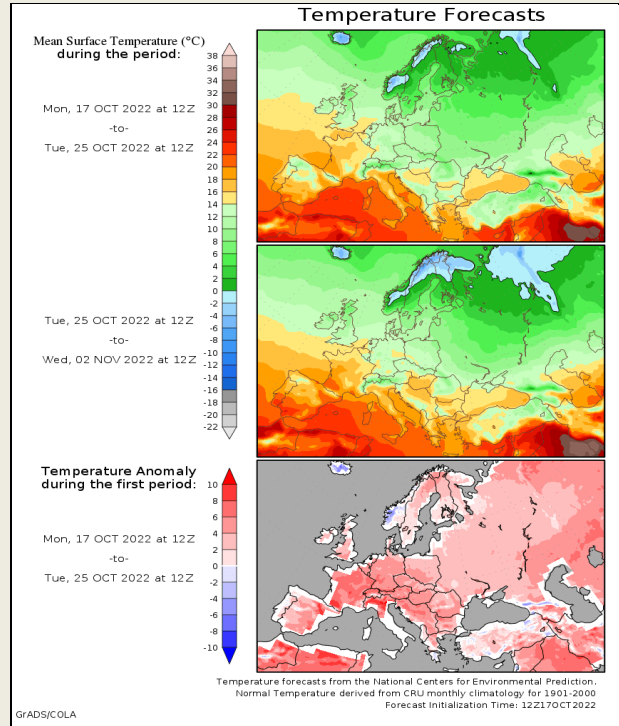 Temperature Forecasts
Mean Surface Temperature (°C)
during the period:
38
36
34
32
30
28
26
24
22
20
18
16
14
12
10
8
6
4
2
0
-2
-4
-6
-8
-10
-12
-14
-16
-18
-20
-22
Mon, 17 OCT 2022 at 12Z
-to-
Tue, 25 OCT 2022 at 12Z
Tue, 25 OCT 2022 at 12Z
-to-
Wed, 02 NOV 2022 at 12Z
Temperature Anomaly
during the first period:
10
8
6
4
2
0
-2
-4
-6
-8
-10
Mon, 17 OCT 2022 at 12Z
-to-
Tue, 25 OCT 2022 at 12Z
Temperature forecasts from the National Centers for Environmental Prediction.
Normal Temperature derived from CRU monthly climatology for 1901-2000
Forecast Initialization Time: 12Z17OCT2022
GrADS/COLA